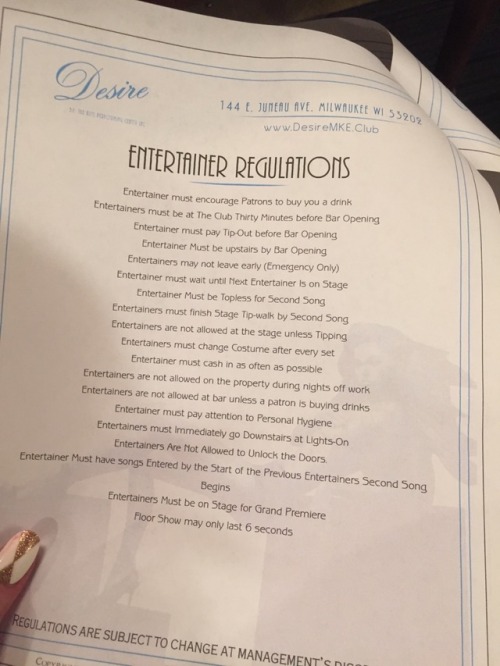 Desire
144 E. JUNEAU AVE. MILWAUKEE WI 53202
www.DesireMKE.Club
ENTERTAINER REGULATIONS
Entertainer must encourage Patrons to buy you a drink
Entertainers must be at The Club Thirty Minutes before Bar Opening
Entertainer must pay Tip-Out before Bar Opening
Entertainer Must be upstairs by Bar Opening
Entertainers may not leave early (Emergency Only)
Entertainer must wait until Next Entertainer Is on Stage
Entertainer Must be Topless for Second Song
Entertainers must finish Stage Tip-walk by Second Song
Entertainers are not allowed at the stage unless Tipping
Entertainers must change Costume after every set
Entertainer must cash in as often as possible
Entertainers are not allowed on the property during nights off work
Entertainers are not allowed at bar unless a patron is buying drinks
Entertainer must pay attention to Personal Hygiene
Entertainers must Immediately go Downstairs at Lights-On
Entertainers Are Not Allowed to Unlock the Doors.
Entertainer Must have songs Entered by the Start of the Previous Entertainers Second Song
Begins
Entertainers Must be on Stage for Grand Premiere
Floor Show may only last 6 seconds
REGULATIONS ARE SUBJECT TO CHANGE AT MANAGEMENT'S